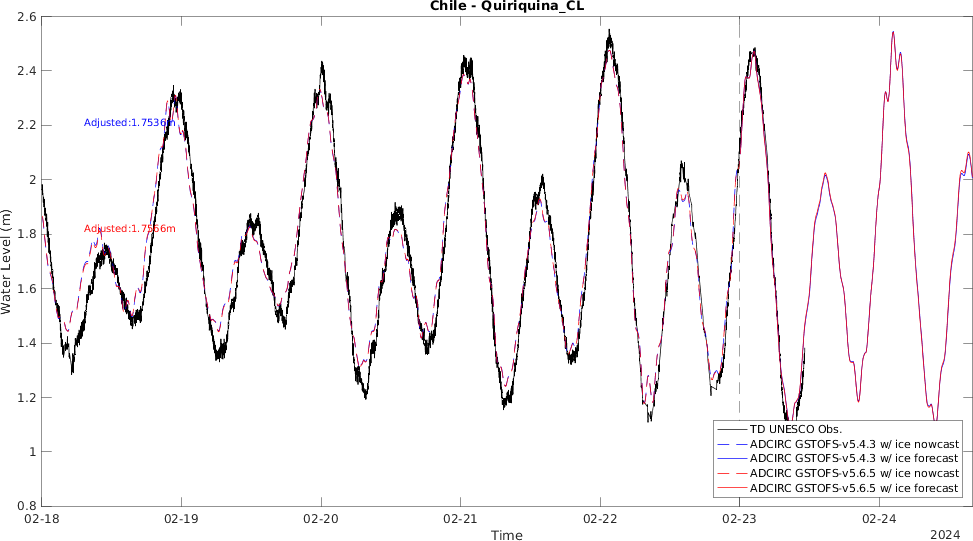 Chile - Quiriquina_CL
2.6
2.4
2.2
2
1.8
1.6
1.4
1.2
1
0.8
Water Level (m)
Adjusted:1.7536m
Adjusted:1.7566m
TD UNESCO Obs.
ADCIRC GSTOFS-v5.4.3 w/ ice nowcast
ADCIRC GSTOFS-v5.4.3 w/ ice forecast
ADCIRC GSTOFS-v5.6.5 w/ ice nowcast
ADCIRC GSTOFS-v5.6.5 w/ ice forecast
02-18 02-19 02-20 02-21 02-22 02-23 02-24
Time
2024